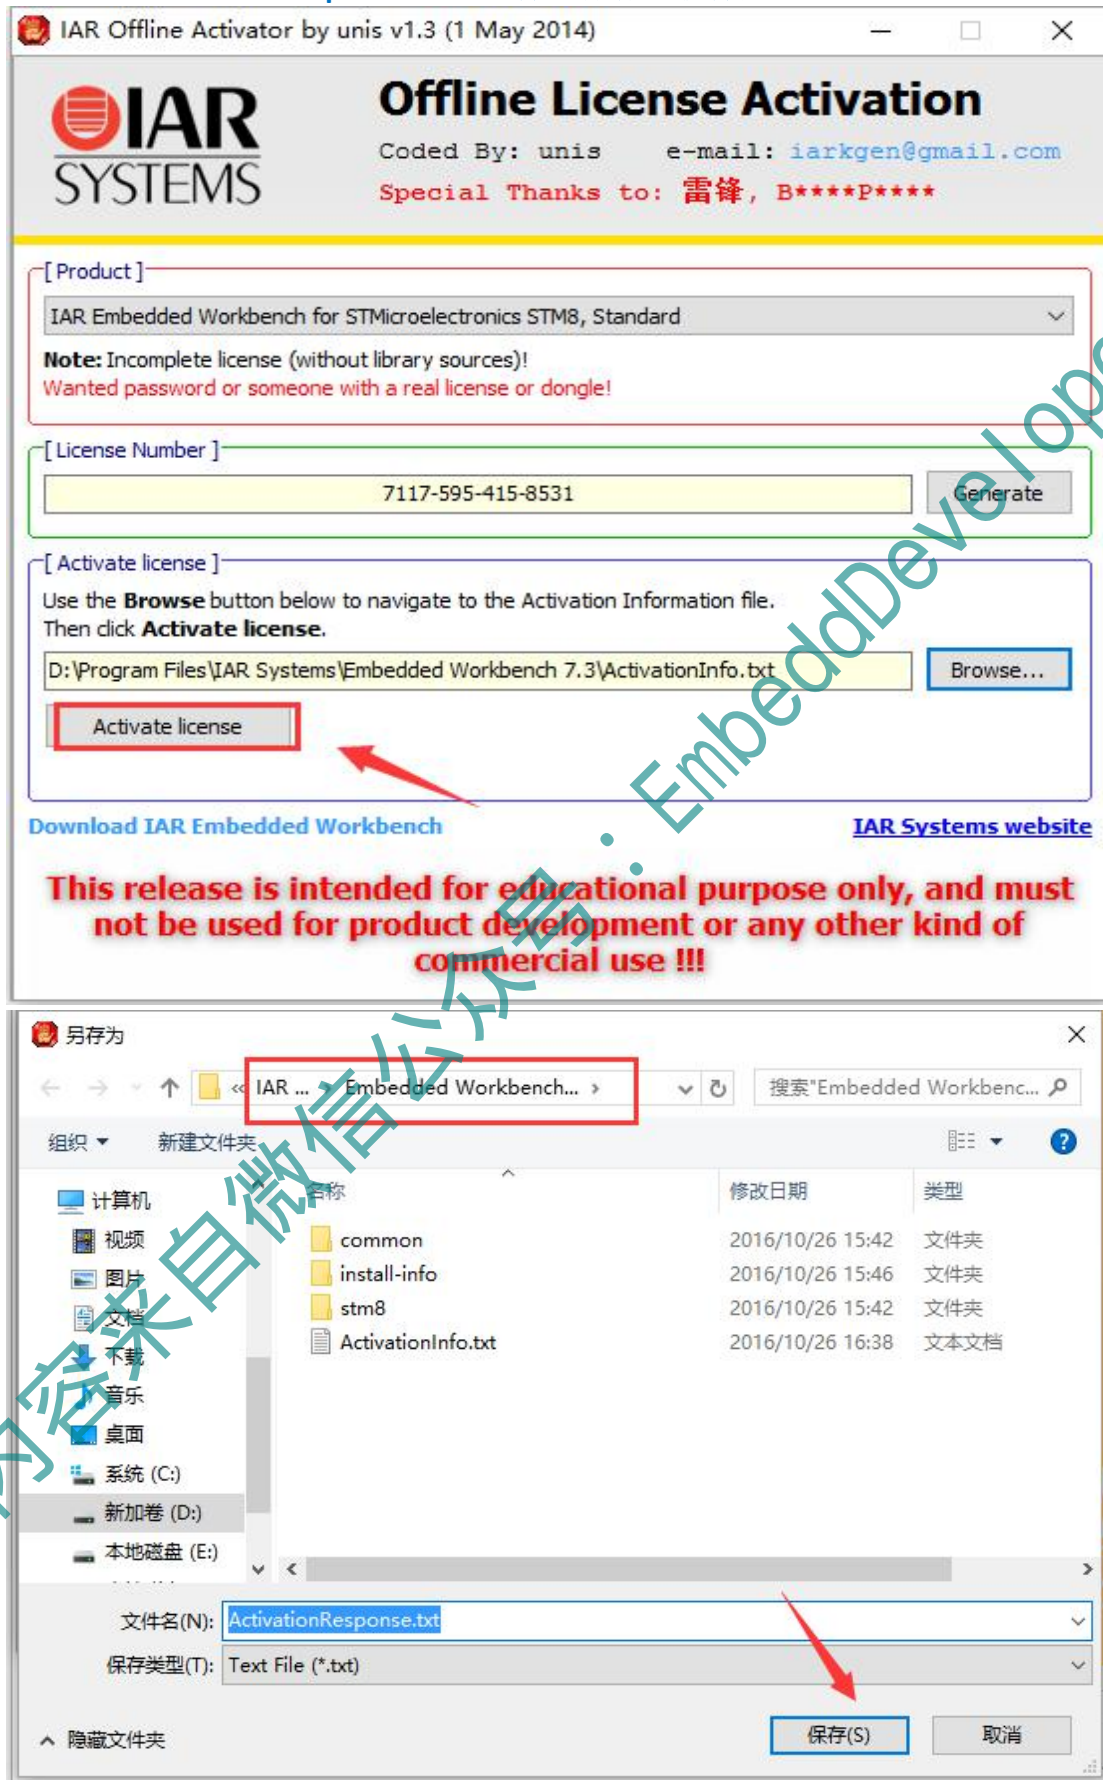 IAR Offline Activator by unis v1.3 (1 May 2014)
IAR
SYSTEMS
Offline License Activation
Coded By: unis e-mail: iarkgen@gmail.com
Special Thanks to: 雷锋, B****P****
[ Product ]
IAR Embedded Workbench for STMicroelectronics STM8, Standard
Note: Incomplete license (without library sources)!
Wanted password or someone with a real license or dongle!
[ License Number ]
7117-595-415-8531
Generate
[ Activate license ]
Use the Browse button below to navigate to the Activation Information file.
Then click Activate license.
D:\Program Files\IAR Systems\Embedded Workbench 7.3\ActivationInfo.txt
Browse...
Activate license
Download IAR Embedded Workbench
IAR Systems website
This release is intended for educational purpose only, and must
not be used for product development or any other kind of
commercial use !!!
另存为
« IAR ... › Embedded Workbench... ›
搜索"Embedded Workbenc...
组织
新建文件夹
名称 修改日期 类型
计算机
视频
图片
文档
下载
音乐
桌面
系统 (C:)
新加卷 (D:)
本地磁盘 (E:)
common 2016/10/26 15:42 文件夹
install-info 2016/10/26 15:46 文件夹
stm8 2016/10/26 15:42 文件夹
ActivationInfo.txt 2016/10/26 16:38 文本文档
文件名(N): ActivationResponse.txt
保存类型(T): Text File (*.txt)
隐藏文件夹
保存(S)
取消
内容来自微信公众号：EmbeddDevelop